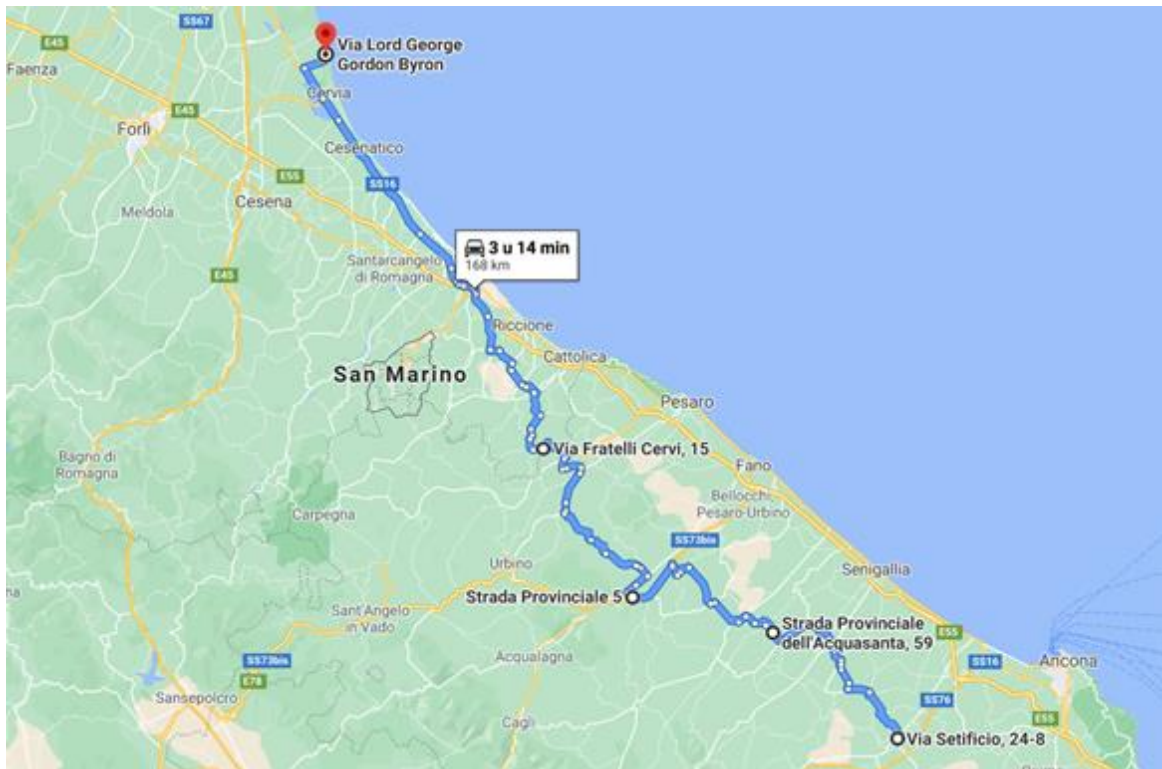 SS67
Via Lord George
Gordon Byron
Faenza
E45
Cervia
Forlì
E45
Cesenatico
E55
SS16
Cesena
Meldola
3 u 14 min
168 km
Santarcangelo
di Romagna
E45
Riccione
Cattolica
San Marino
Pesaro
Via Fratelli Cervi, 15
Bagno di
Romagna
Fano
Bellocchi
Pesaro-Urbino
Carpegna
SS73bis
Urbino
Senigallia
Strada Provinciale 5
Sant'Angelo
in Vado
Strada Provinciale
dell'Acquasanta, 59
E55
Acqualagna
SS73bis
SS16
Ancona
E78
Sansepolcro
SS76
Cagli
E55
Via Setificio, 24-8